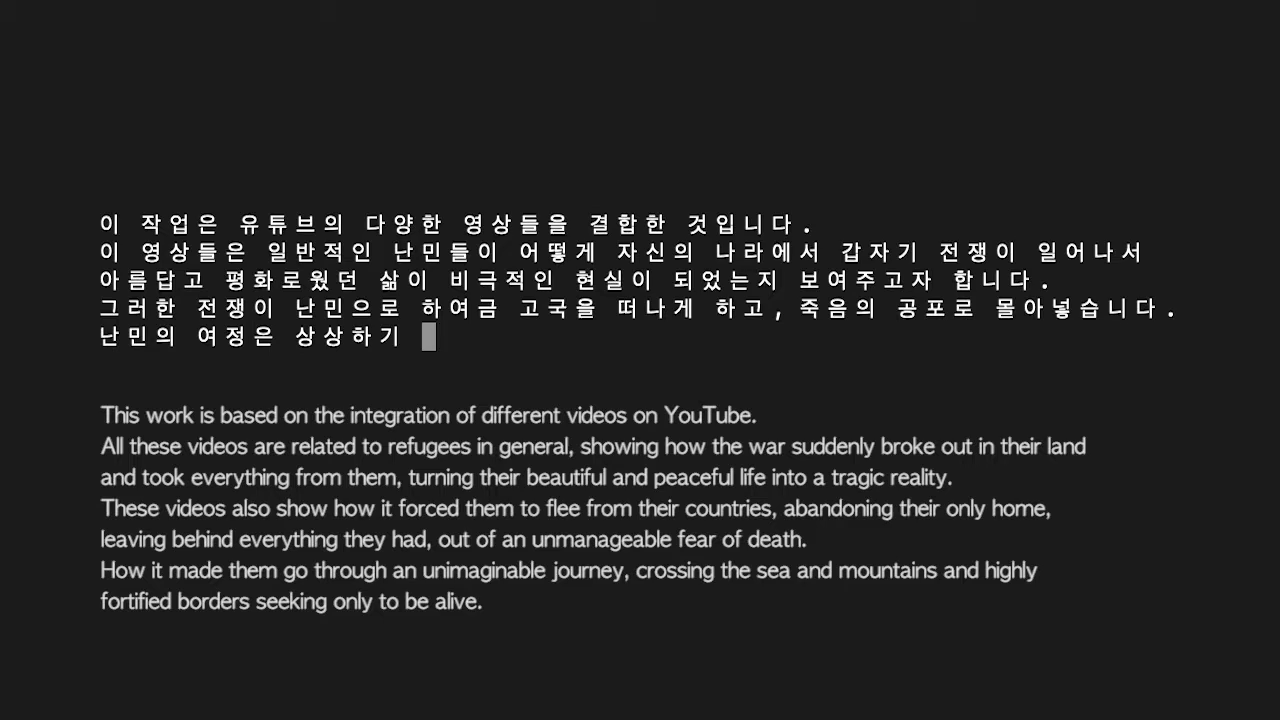 이 작업은 유튜브의 다양한 영상들을 결합한 것입니다.
이 영상들은 일반적인 난민들이 어떻게 자신의 나라에서 갑자기 전쟁이 일어나서
아름답고 평화로웠던 삶이 비극적인 현실이 되었는지 보여주고자 합니다.
그러한 전쟁이 난민으로 하여금 고국을 떠나게 하고, 죽음의 공포로 몰아넣습니다.
난민의 여정은 상상하기
This work is based on the integration of different videos on YouTube.
All these videos are related to refugees in general, showing how the war suddenly broke out in their land
and took everything from them, turning their beautiful and peaceful life into a tragic reality.
These videos also show how it forced them to flee from their countries, abandoning their only home,
leaving behind everything they had, out of an unmanageable fear of death.
How it made them go through an unimaginable journey, crossing the sea and mountains and highly
fortified borders seeking only to be alive.